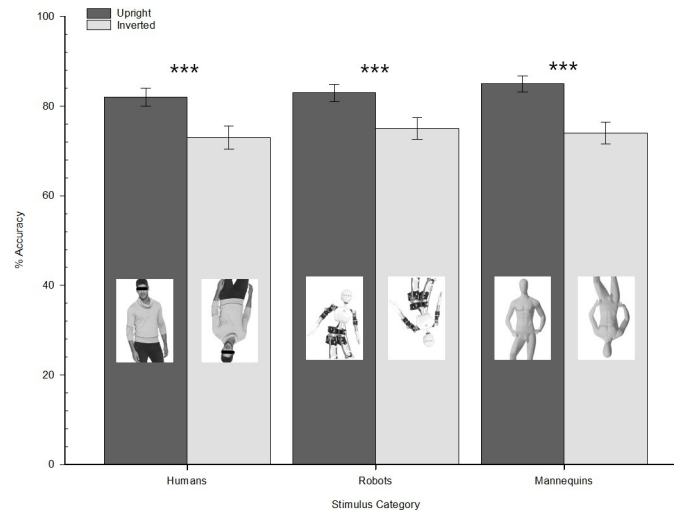 Upright
Inverted
100
80
60
40
20
0
% Accuracy
***
***
***
Humans
Robots
Mannequins
Stimulus Category